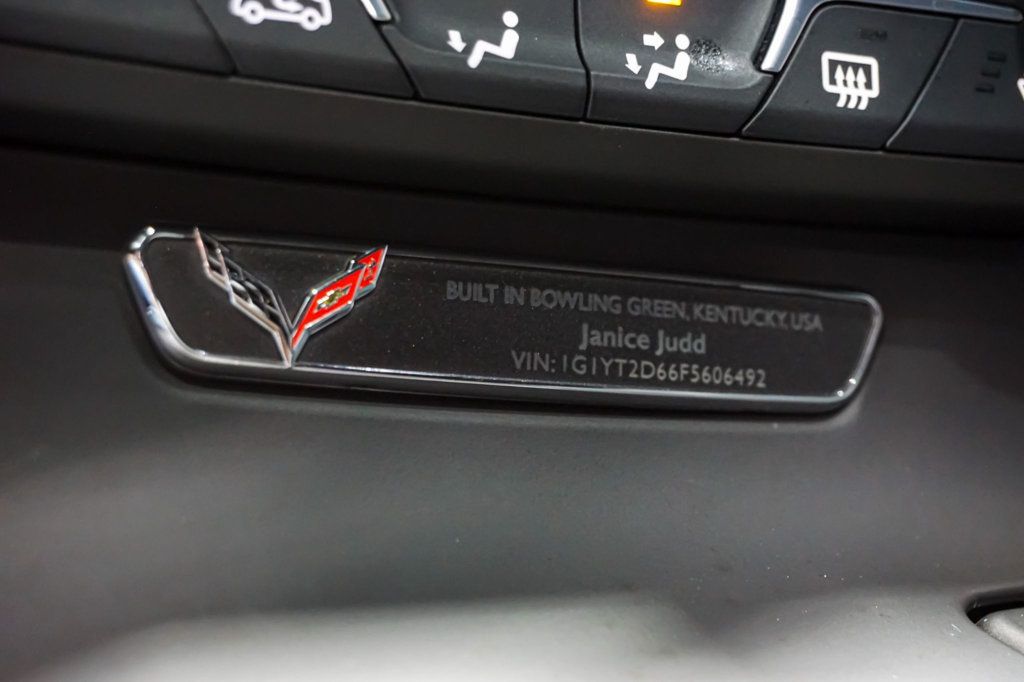 BUILT IN BOWLING GREEN, KENTUCKY, USA
Janice Judd
VIN: 1G1YT2D66F5606492